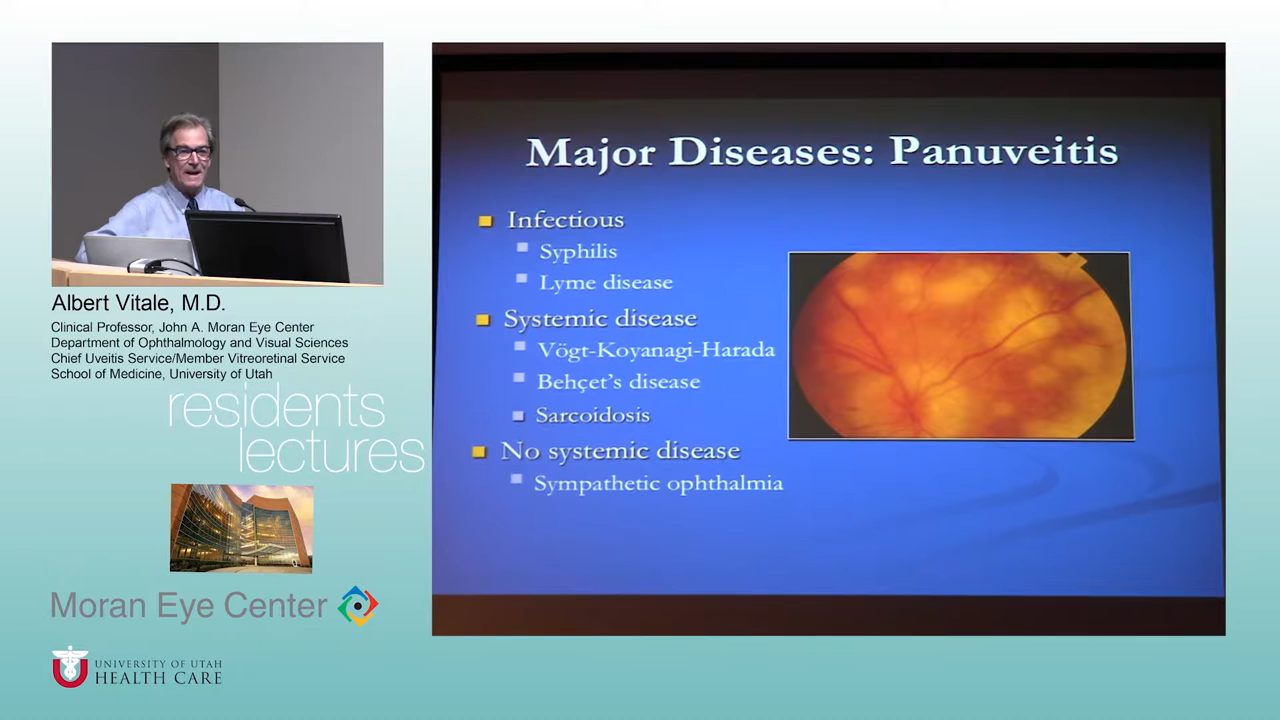 Albert Vitale, M.D.
Clinical Professor, John A. Moran Eye Center
Department of Ophthalmology and Visual Sciences
Chief Uveitis Service/Member Vitreoretinal Service
School of Medicine, University of Utah
residents
lectures
Moran Eye Center
UNIVERSITY OF UTAH
HEALTH CARE
Major Diseases: Panuveitis
Infectious
Syphilis
Lyme disease
Systemic disease
Vögt-Koyanagi-Harada
Behçet's disease
Sarcoidosis
No systemic disease
Sympathetic ophthalmia